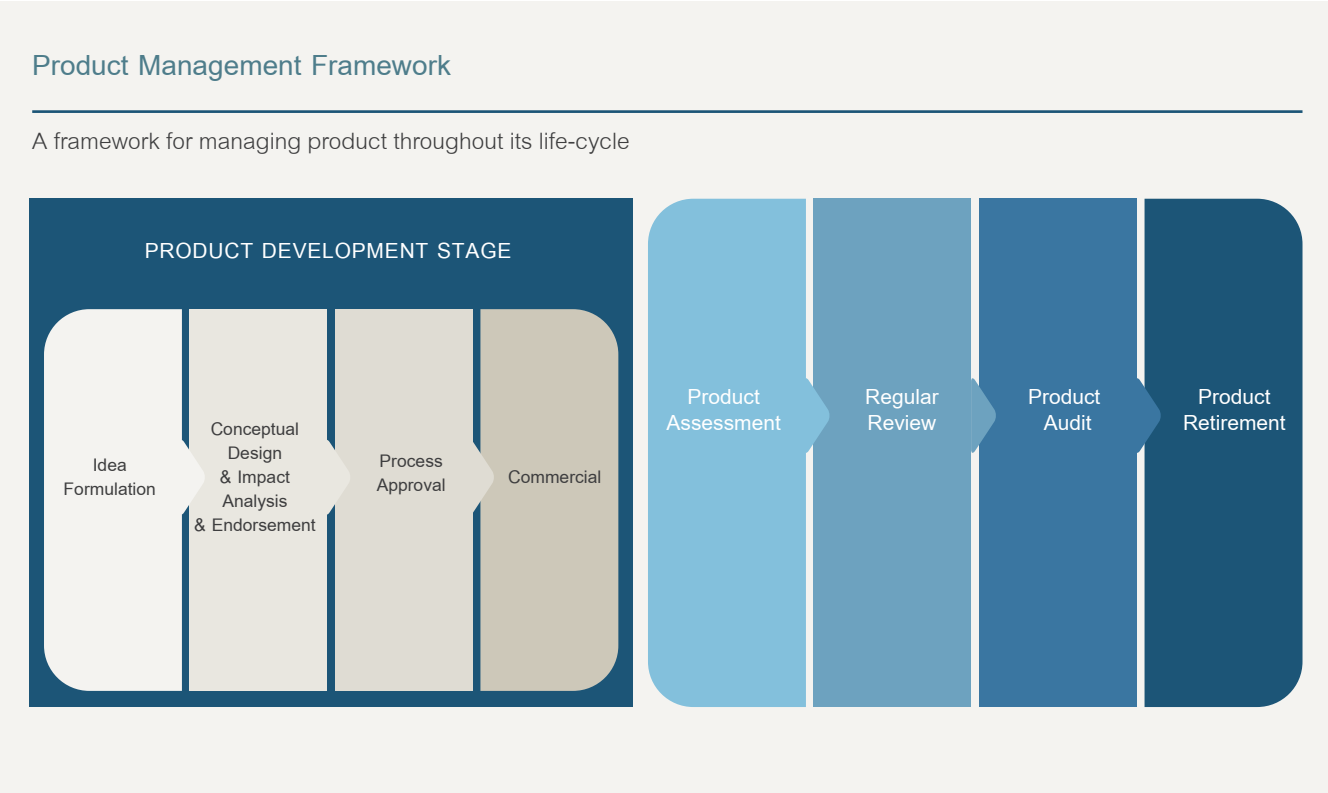 Product Management Framework
A framework for managing product throughout its life-cycle
PRODUCT DEVELOPMENT STAGE
Idea
Formulation
Conceptual
Design
& Impact
Analysis
& Endorsement
Process
Approval
Commercial
Product
Assessment
Regular
Review
Product
Audit
Product
Retirement